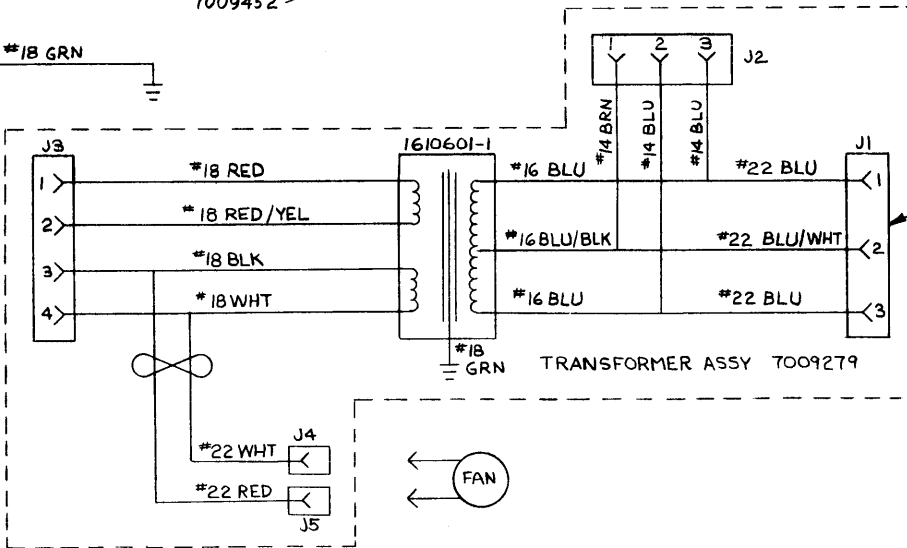 7009452
#18 GRN
J2
1 2 3
#14 BRN
#14 BLU
#14 BLU
J3
1610601-1
J1
1
#18 RED
#16 BLU
#22 BLU
1
2
#18 RED/YEL
3
#18 BLK
#16 BLU/BLK
#22 BLU/WHT
2
4
#18 WHT
#16 BLU
#22 BLU
3
#18
GRN
TRANSFORMER ASSY 7009279
J4
#22 WHT
#22 RED
J5
FAN